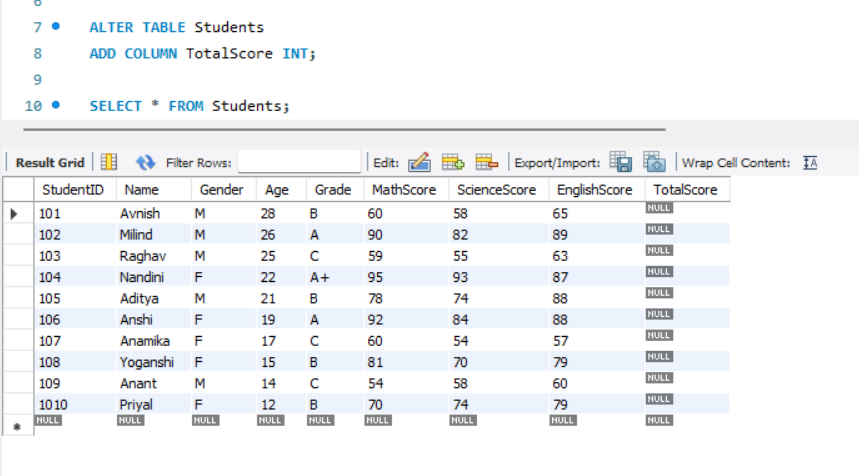 6
7 ALTER TABLE Students
8 ADD COLUMN TotalScore INT;
9
10 SELECT * FROM Students;
Result Grid Filter Rows: Edit: Export/Import: Wrap Cell Content: IA
StudentID Name Gender Age Grade MathScore ScienceScore EnglishScore TotalScore
101 Avnish M 28 B 60 58 65 NULL
102 Milind M 26 A 90 82 89 NULL
103 Raghav M 25 C 59 55 63 NULL
104 Nandini F 22 A+ 95 93 87 NULL
105 Aditya M 21 B 78 74 88 NULL
106 Anshi F 19 A 92 84 88 NULL
107 Anamika F 17 C 60 54 57 NULL
108 Yoganshi F 15 B 81 70 79 NULL
109 Anant M 14 C 54 58 60 NULL
1010 Priyal F 12 B 70 74 79 NULL
NULL NULL NULL NULL NULL NULL NULL NULL NULL